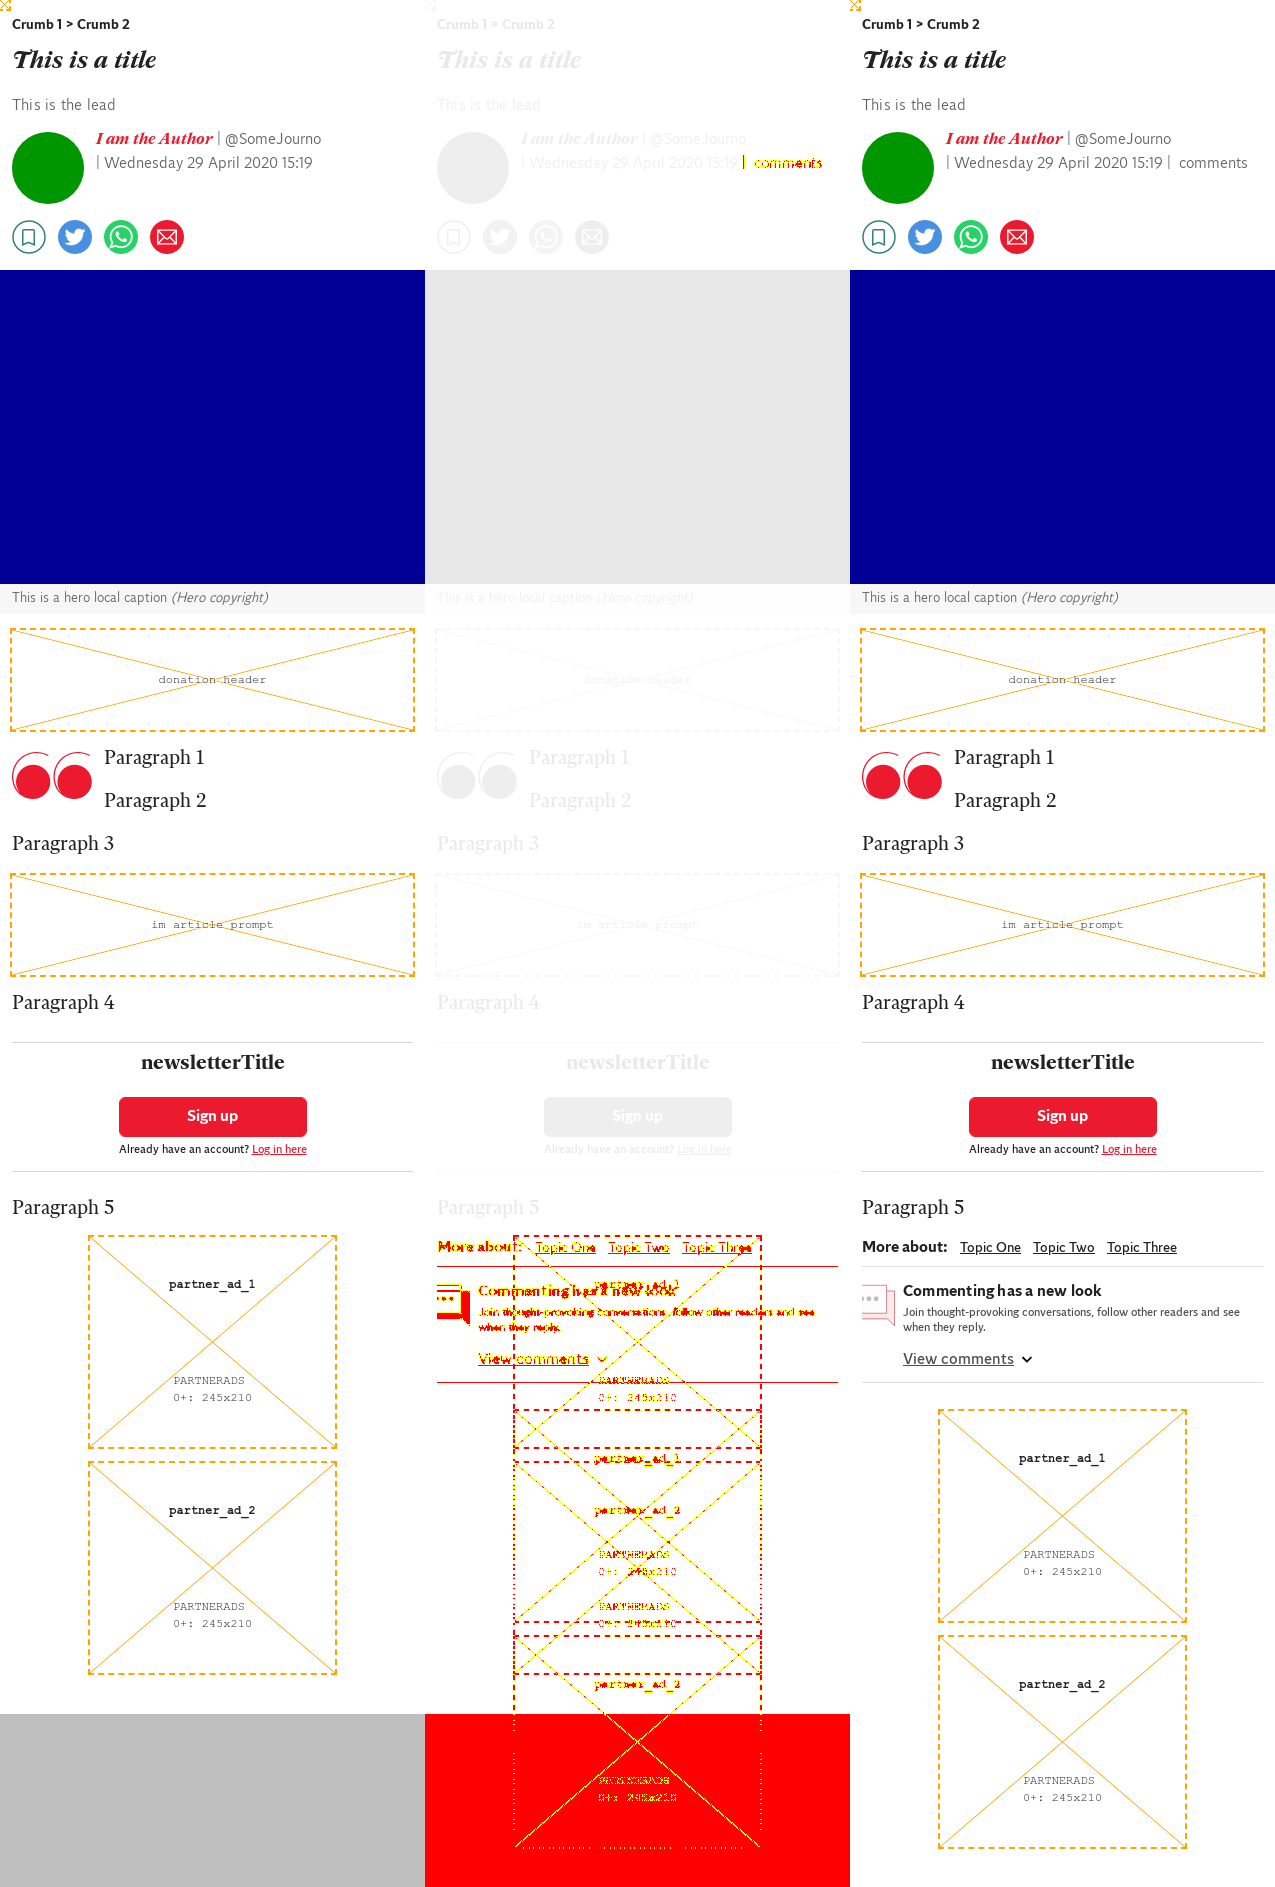 Crumb 1 > Crumb 2
This is a title
This is the lead
I am the Author | @SomeJourno
| Wednesday 29 April 2020 15:19
This is a hero local caption (Hero copyright)
donation header
Paragraph 1
Paragraph 2
Paragraph 3
im article prompt
Paragraph 4
newsletterTitle
Sign up
Already have an account? Log in here
Paragraph 5
partner_ad_1
PARTNERADS
0+: 245x210
partner_ad_2
PARTNERADS
0+: 245x210
Crumb 1 > Crumb 2
This is a title
This is the lead
I am the Author | @SomeJourno
| Wednesday 29 April 2020 15:19 | comments
This is a hero local caption (Hero copyright)
donation header
Paragraph 1
Paragraph 2
Paragraph 3
im article prompt
Paragraph 4
newsletterTitle
Sign up
Already have an account? Log in here
Paragraph 5
More about: Topic One Topic Two Topic Three
partner_ad_1
Commenting has a new look
Join thought-provoking conversations, follow other readers and see
when they reply.
View comments
PARTNERADS
0+: 245x210
partner_ad_1
partner_ad_2
PARTNERADS
0+: 245x210
PARTNERADS
0+: 245x210
partner_ad_2
PARTNERADS
0+: 245x210
Crumb 1 > Crumb 2
This is a title
This is the lead
I am the Author | @SomeJourno
| Wednesday 29 April 2020 15:19 | comments
This is a hero local caption (Hero copyright)
donation header
Paragraph 1
Paragraph 2
Paragraph 3
im article prompt
Paragraph 4
newsletterTitle
Sign up
Already have an account? Log in here
Paragraph 5
More about: Topic One Topic Two Topic Three
Commenting has a new look
Join thought-provoking conversations, follow other readers and see
when they reply.
View comments
partner_ad_1
PARTNERADS
0+: 245x210
partner_ad_2
PARTNERADS
0+: 245x210